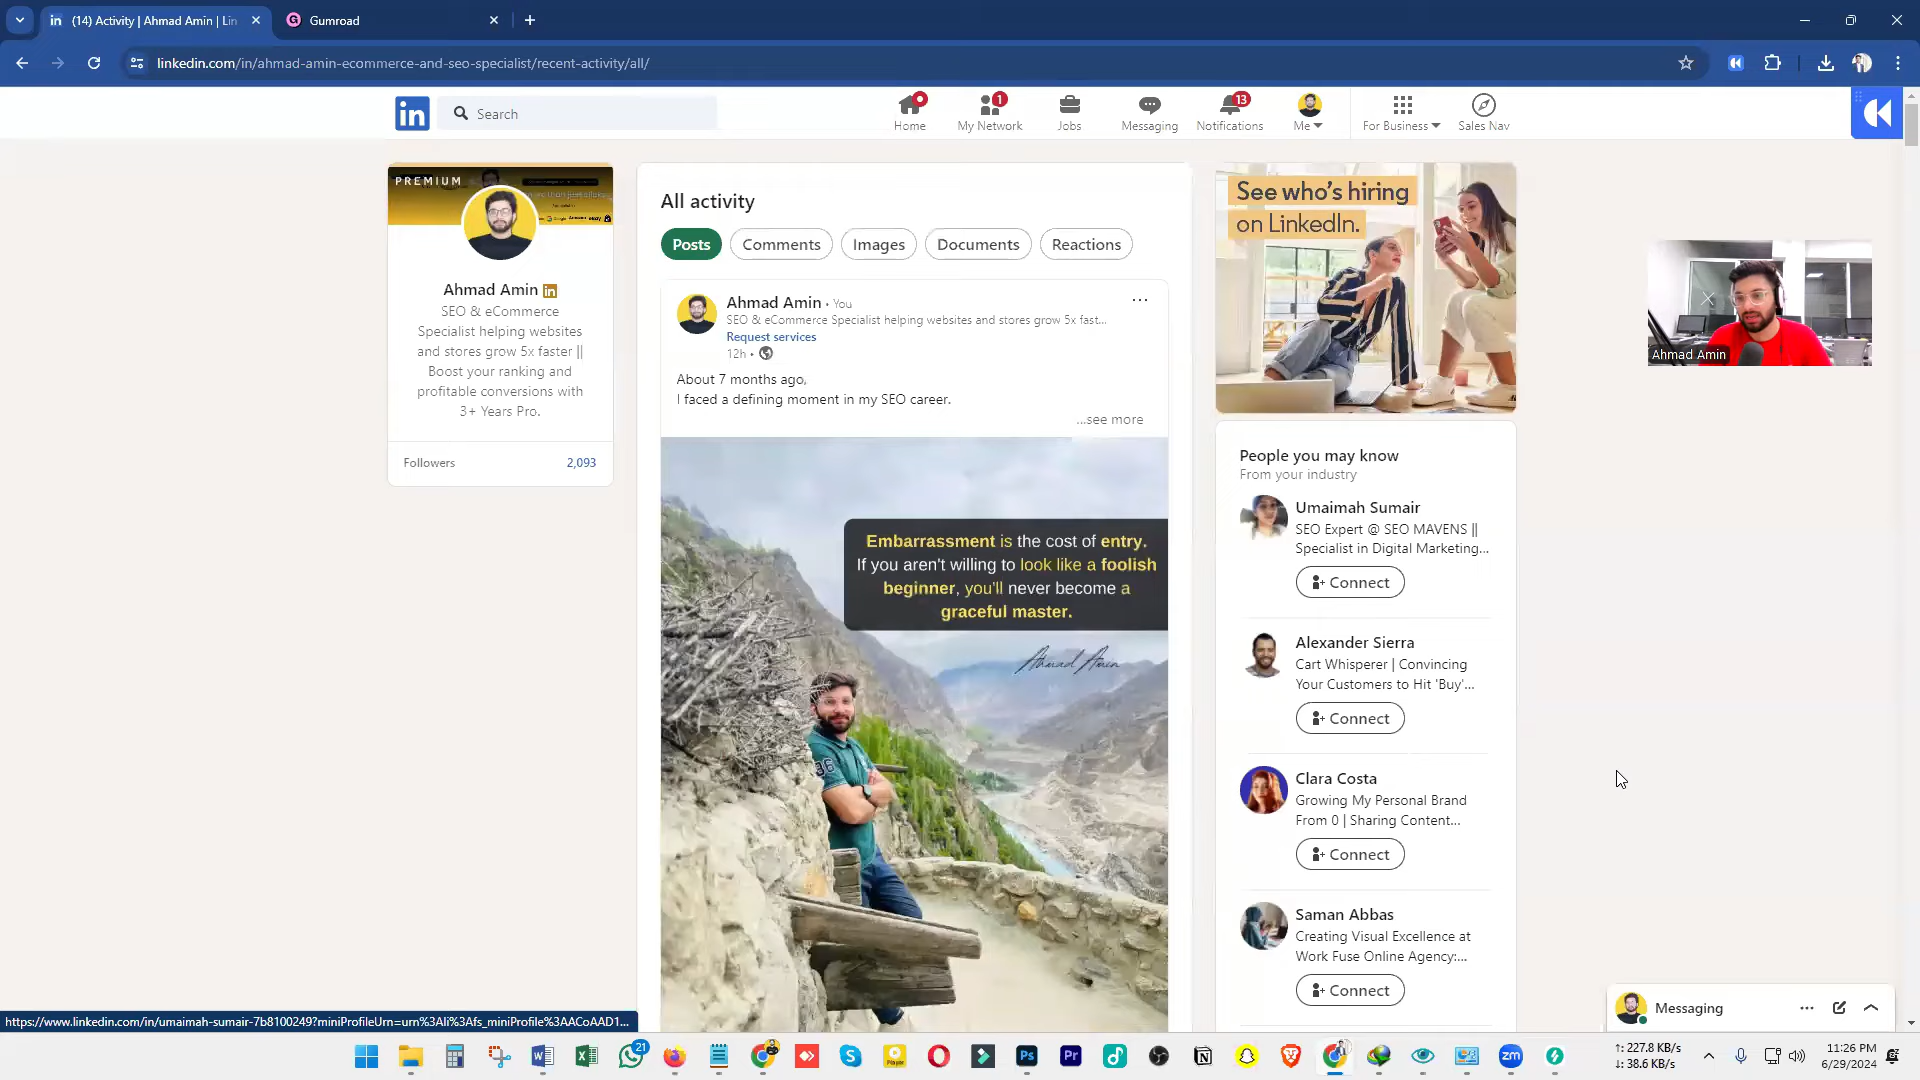 (14) Activity | Ahmad Amin | Lin
Gumroad
linkedin.com/in/ahmad-amin-ecommerce-and-seo-specialist/recent-activity/all/
in
Search
Home
1
My Network
Jobs
Messaging
13
Notifications
Me
For Business
Sales Nav
PREMIUM
Ahmad Amin
SEO & eCommerce
Specialist helping websites
and stores grow 5x faster ||
Boost your ranking and
profitable conversions with
3+ Years Pro.
Followers 2,093
All activity
Posts
Comments
Images
Documents
Reactions
Ahmad Amin • You
SEO & eCommerce Specialist helping websites and stores grow 5x fast...
Request services
12h •
About 7 months ago,
I faced a defining moment in my SEO career.
...see more
Embarrassment is the cost of entry.
If you aren't willing to look like a foolish
beginner, you'll never become a
graceful master.
Ahmad Amin
36
See who's hiring
on LinkedIn.
Ahmad Amin
People you may know
From your industry
Umaimah Sumair
SEO Expert @ SEO MAVENS ||
Specialist in Digital Marketing...
Connect
Alexander Sierra
Cart Whisperer | Convincing
Your Customers to Hit 'Buy'...
Connect
Clara Costa
Growing My Personal Brand
From 0 | Sharing Content...
Connect
Saman Abbas
Creating Visual Excellence at
Work Fuse Online Agency:...
Connect
Messaging
https://www.linkedin.com/in/umaimah-sumair-7b8100249?miniProfileUrn=urn%3Ali%3Afs_miniProfile%3AACoAAD1...
21
Ps
Pr
zm
↑: 227.8 KB/s
↓: 38.6 KB/s
11:26 PM
6/29/2024